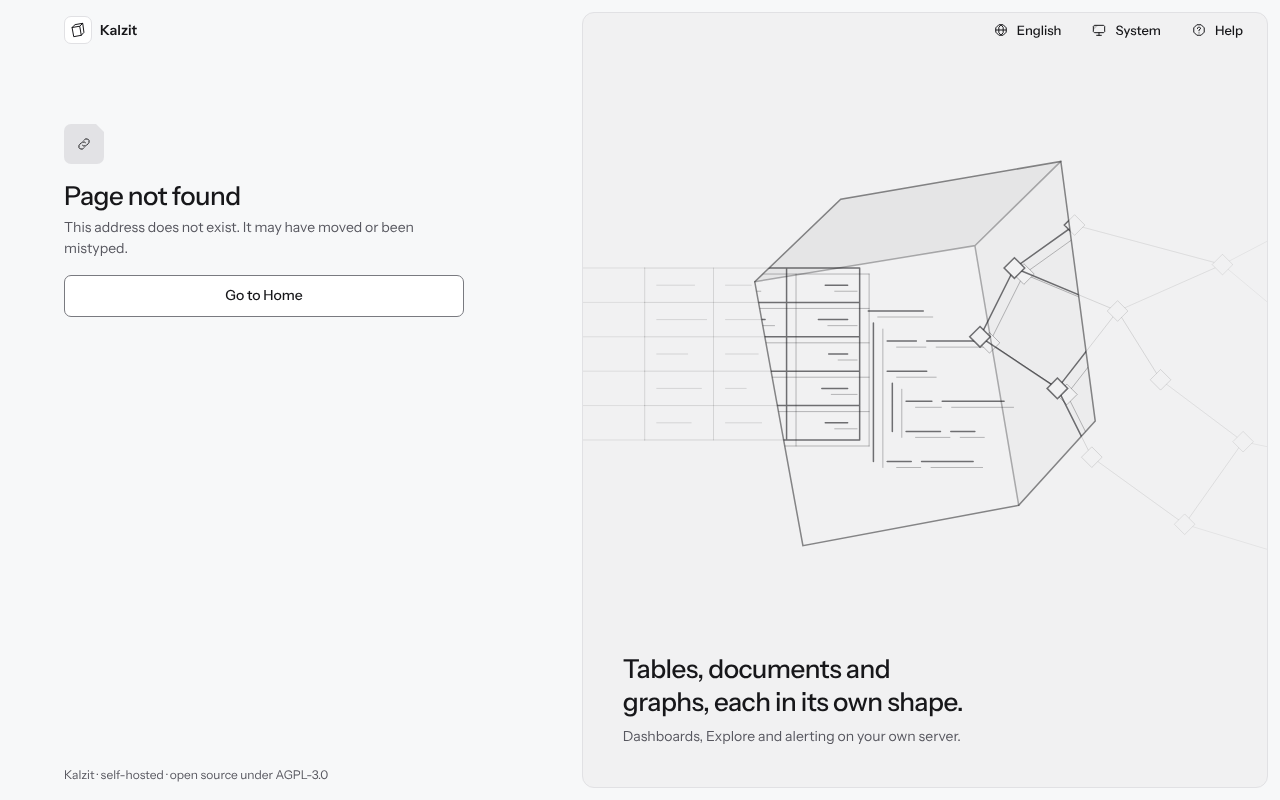 Kalzit
English
System
Help
Page not found
This address does not exist. It may have moved or been
mistyped.
Go to Home
Tables, documents and
graphs, each in its own shape.
Dashboards, Explore and alerting on your own server.
Kalzit · self-hosted · open source under AGPL-3.0